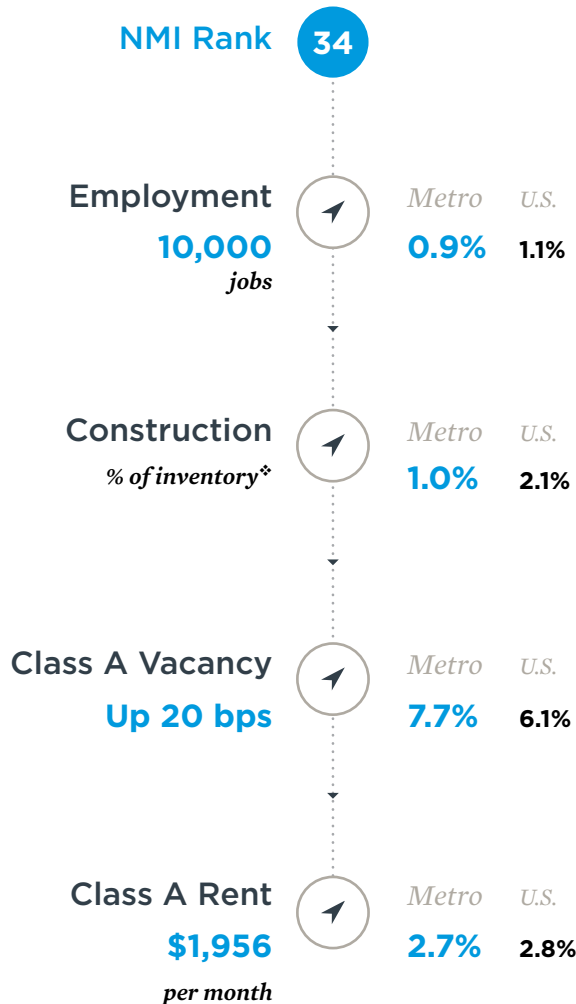 NMI Rank 34
Employment Metro U.S.
10,000 0.9% 1.1%
jobs
Construction Metro U.S.
% of inventory❖ 1.0% 2.1%
Class A Vacancy Metro U.S.
Up 20 bps 7.7% 6.1%
Class A Rent Metro U.S.
$1,956 2.7% 2.8%
per month